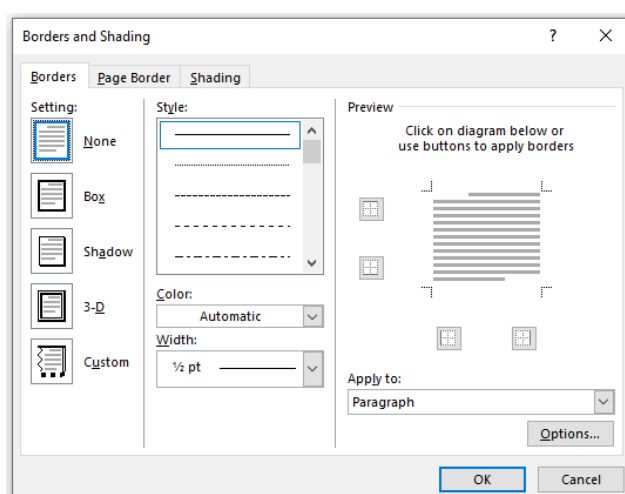 Borders and Shading
Borders Page Border Shading
Setting:
None
Box
Shadow
3-D
Custom
Style:
Color:
Automatic
Width:
½ pt
Preview
Click on diagram below or
use buttons to apply borders
Apply to:
Paragraph
Options...
OK Cancel